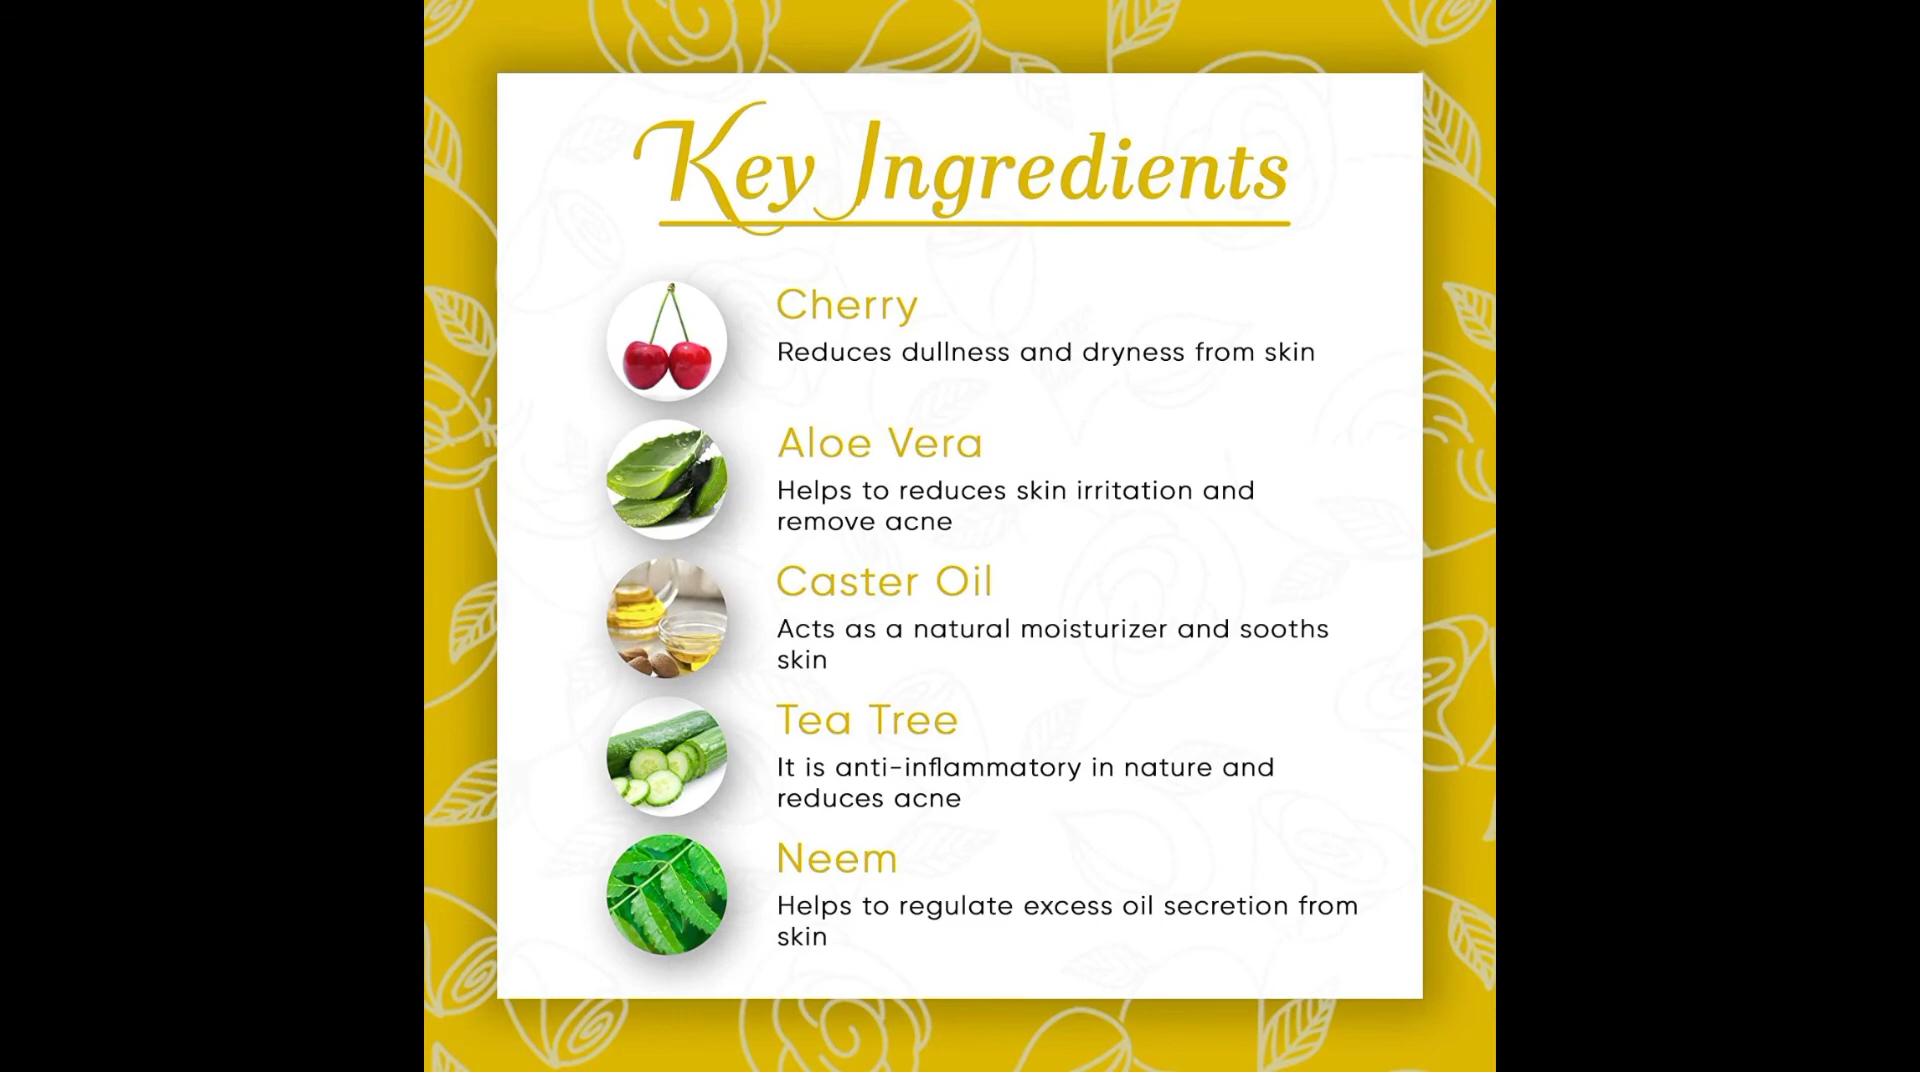 Key Ingredients
Cherry
Reduces dullness and dryness from skin
Aloe Vera
Helps to reduces skin irritation and
remove acne
Caster Oil
Acts as a natural moisturizer and sooths
skin
Tea Tree
It is anti-inflammatory in nature and
reduces acne
Neem
Helps to regulate excess oil secretion from
skin